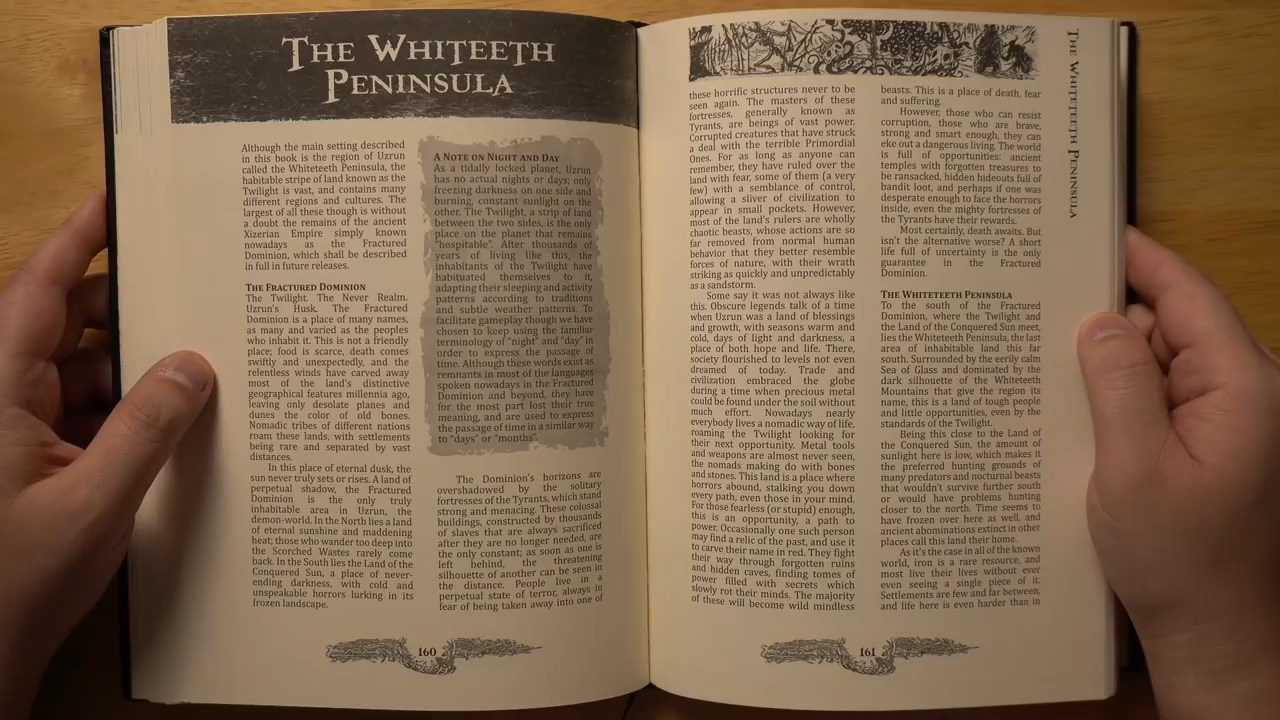 THE WHITEETH
PENINSULA
Although the main setting described
in this book is the region of Uzrun
called the Whiteeth Peninsula, the
habitable stripe of land known as the
Twilight is vast, and contains many
different regions and cultures. The
largest of all these though is without
a doubt the remains of the ancient
Xizerian Empire simply known
nowadays as the Fractured
Dominion, which shall be described
in full in future releases.
THE FRACTURED DOMINION
The Twilight. The Never Realm.
Uzrun's Husk. The Fractured
Dominion is a place of many names,
as many and varied as the peoples
who inhabit it. This is not a friendly
place; food is scarce, death comes
swiftly and unexpectedly, and the
relentless winds have carved away
most of the land's distinctive
geographical features millennia ago,
leaving only desolate planes and
dunes the color of old bones.
Nomadic tribes of different nations
roam these lands, with settlements
being rare and separated by vast
distances.
In this place of eternal dusk, the
sun never truly sets or rises. A land of
perpetual shadow, the Fractured
Dominion is the only truly
inhabitable area in Uzrun, the
demon-world. In the North lies a land
of eternal sunshine and maddening
heat; those who wander too deep into
the Scorched Wastes rarely come
back. In the South lies the Land of the
Conquered Sun, a place of never-
ending darkness, with cold and
unspeakable horrors lurking in its
frozen landscape.
A NOTE ON NIGHT AND DAY
As a tidally locked planet, Uzrun
has no actual nights or days; only
freezing darkness on one side and
burning, constant sunlight on the
other. The Twilight, a strip of land
between the two sides, is the only
place on the planet that remains
"hospitable". After thousands of
years of living like this, the
inhabitants of the Twilight have
habituated themselves to it,
adapting their sleeping and activity
patterns according to traditions
and subtle weather patterns. To
facilitate gameplay though we have
chosen to keep using the familiar
terminology of "night" and "day" in
order to express the passage of
time. Although these words exist as
remnants in most of the languages
spoken nowadays in the Fractured
Dominion and beyond, they have
for the most part lost their true
meaning, and are used to express
the passage of time in a similar way
to "days" or "months".
The Dominion's horizons are
overshadowed by the solitary
fortresses of the Tyrants, which stand
strong and menacing. These colossal
buildings, constructed by thousands
of slaves that are always sacrificed
after they are no longer needed, are
the only constant; as soon as one is
left behind, the threatening
silhouette of another can be seen in
the distance. People live in a
perpetual state of terror, always in
fear of being taken away into one of
160
these horrific structures never to be
seen again. The masters of these
fortresses, generally known as
Tyrants, are beings of vast power.
Corrupted creatures that have struck
a deal with the terrible Primordial
Ones. For as long as anyone can
remember, they have ruled over the
land with fear, some of them (a very
few) with a semblance of control,
allowing a sliver of civilization to
appear in small pockets. However,
most of the land's rulers are wholly
chaotic beasts, whose actions are so
far removed from normal human
behavior that they better resemble
forces of nature, with their wrath
striking as quickly and unpredictably
as a sandstorm.
Some say it was not always like
this. Obscure legends talk of a time
when Uzrun was a land of blessings
and growth, with seasons warm and
cold, days of light and darkness, a
place of both hope and life. There,
society flourished to levels not even
dreamed of today. Trade and
civilization embraced the globe
during a time when precious metal
could be found under the soil without
much effort. Nowadays nearly
everybody lives a nomadic way of life,
roaming the Twilight looking for
their next opportunity. Metal tools
and weapons are almost never seen,
the nomads making do with bones
and stones. This land is a place where
horrors abound, stalking you down
every path, even those in your mind.
For those fearless (or stupid) enough,
this is an opportunity, a path to
power. Occasionally one such person
may find a relic of the past, and use it
to carve their name in red. They fight
their way through forgotten ruins
and hidden caves, finding tomes of
power filled with secrets which
slowly rot their minds. The majority
of these will become wild mindless
beasts. This is a place of death, fear
and suffering.
However, those who can resist
corruption, those who are brave,
strong and smart enough, they can
eke out a dangerous living. The world
is full of opportunities: ancient
temples with forgotten treasures to
be ransacked, hidden hideouts full of
bandit loot, and perhaps if one was
desperate enough to face the horrors
inside, even the mighty fortresses of
the Tyrants have their rewards.
Most certainly, death awaits. But
isn't the alternative worse? A short
life full of uncertainty is the only
guarantee in the Fractured
Dominion.
THE WHITETEETH PENINSULA
To the south of the Fractured
Dominion, where the Twilight and
the Land of the Conquered Sun meet,
lies the Whiteeth Peninsula, the last
area of inhabitable land this far
south. Surrounded by the eerily calm
Sea of Glass and dominated by the
dark silhouette of the Whiteeth
Mountains that give the region its
name, this is a land of tough people
and little opportunities, even by the
standards of the Twilight.
Being this close to the Land of
the Conquered Sun, the amount of
sunlight here is low, which makes it
the preferred hunting grounds of
many predators and nocturnal beasts
that wouldn't survive further south
or would have problems hunting
closer to the north. Time seems to
have frozen over here as well, and
ancient abominations extinct in other
places call this land their home.
As it's the case in all of the known
world, iron is a rare resource, and
most live their lives without ever
even seeing a single piece of it.
Settlements are few and far between,
and life here is even harder than in
161
THE WHITEETH PENINSULA